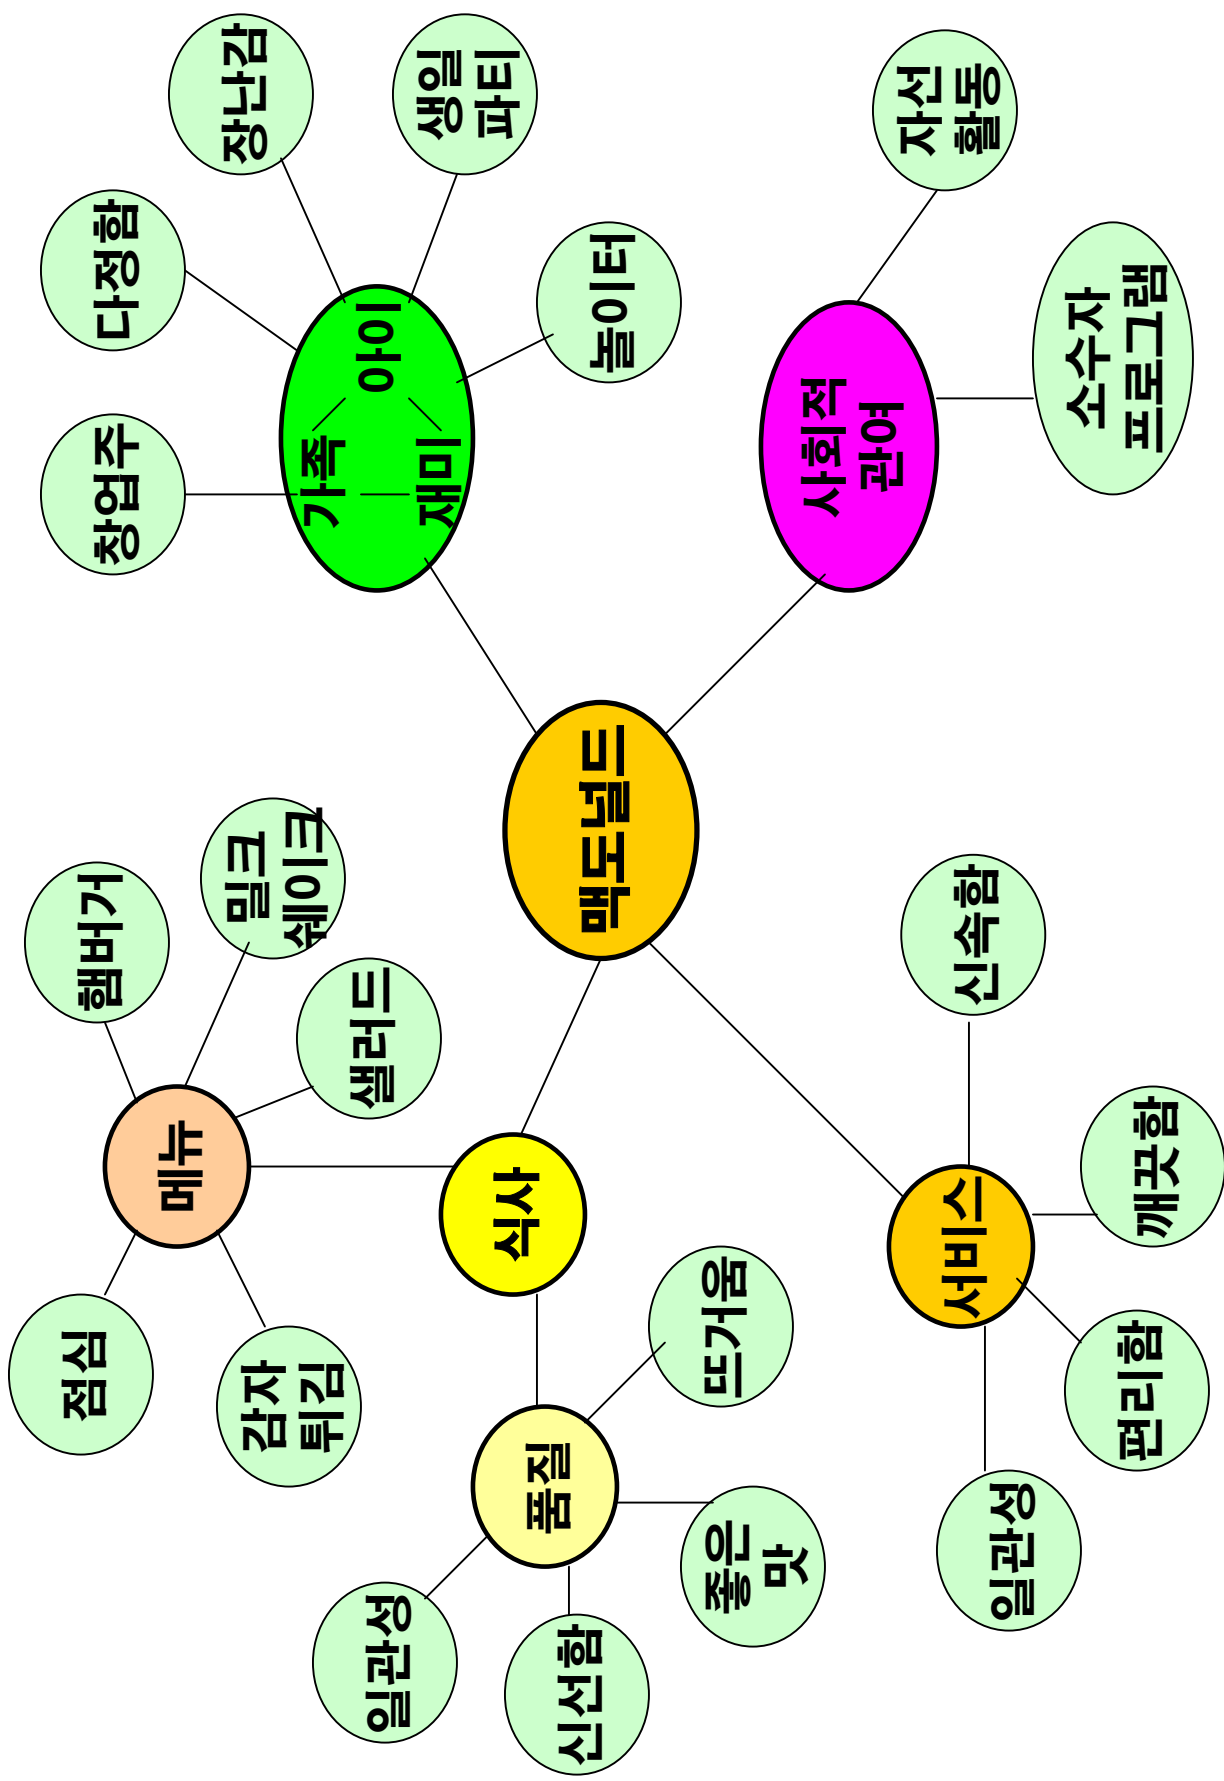 점심
햄버거
메뉴
감자
튀김
밀크
쉐이크
샐러드
일관성
신선함
품질
좋은
맛
뜨거움
식사
맥도널드
창업주
다정함
장난감
생일
파티
놀이터
가족
아이
재미
사회적
관여
자선
활동
소수자
프로그램
서비스
신속함
깨끗함
편리함
일관성